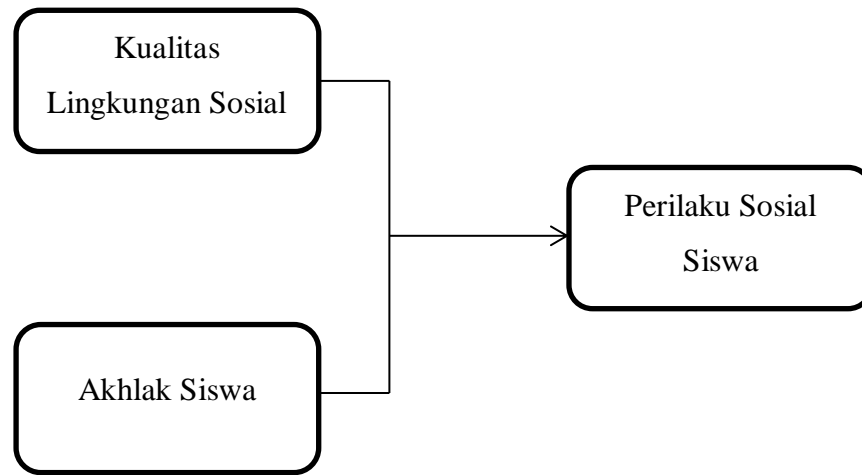 Kualitas
Lingkungan Sosial
Perilaku Sosial
Siswa
Akhlak Siswa